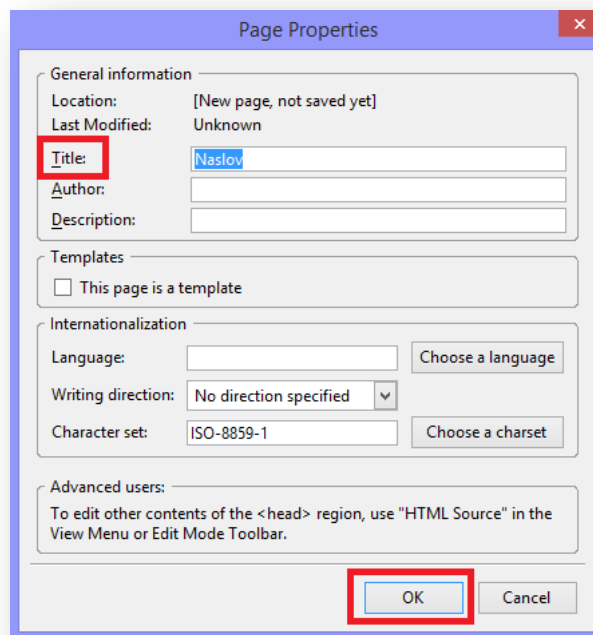 Page Properties
General information
Location: [New page, not saved yet]
Last Modified: Unknown
Title: Naslov
Author:
Description:
Templates
This page is a template
Internationalization
Language: Choose a language
Writing direction: No direction specified
Character set: ISO-8859-1 Choose a charset
Advanced users:
To edit other contents of the <head> region, use "HTML Source" in the
View Menu or Edit Mode Toolbar.
OK Cancel